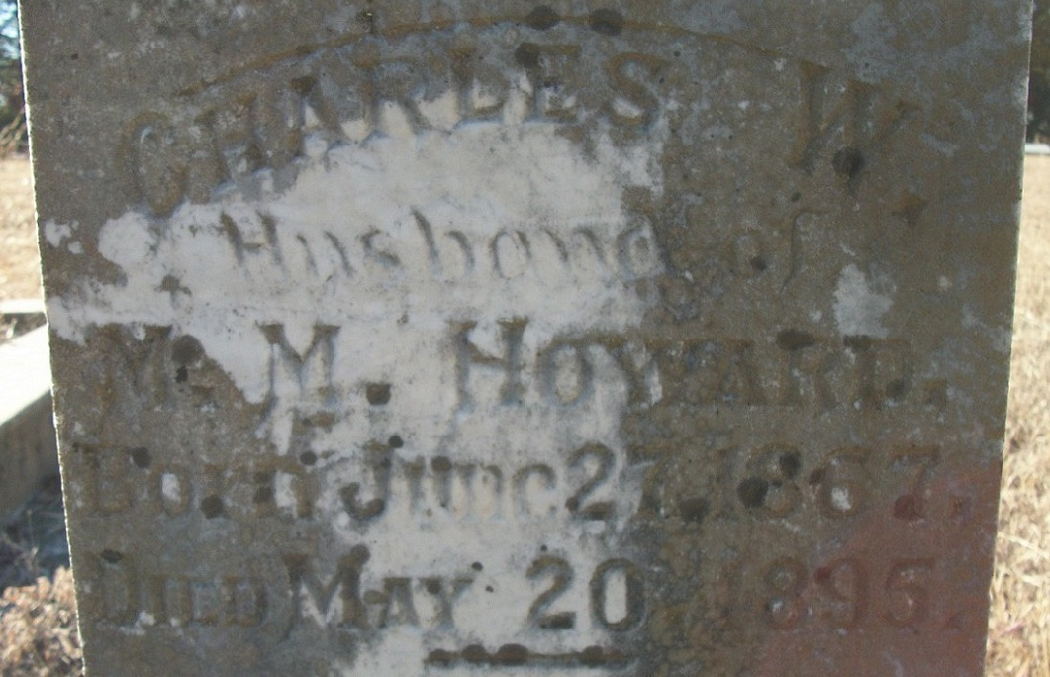 CHARLES W.
Husband of
M. M. HOWARD.
Born June 27, 1867.
DIED MAY 20, 1895.